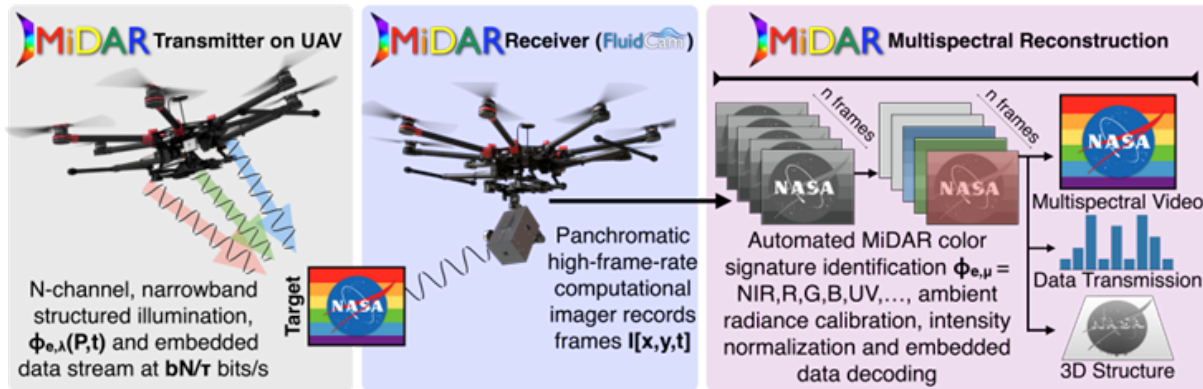 MiDAR Transmitter on UAV
N-channel, narrowband
structured illumination,
ϕe,λ(P,t) and embedded
data stream at bN/τ bits/s
Target
NASA
MiDAR Receiver (FluidCam)
Panchromatic
high-frame-rate
computational
imager records
frames I[x,y,t]
MiDAR Multispectral Reconstruction
n frames
n frames
NASA
NASA
NASA
Multispectral Video
Automated MiDAR color
signature identification ϕe,μ =
NIR,R,G,B,UV,..., ambient
radiance calibration, intensity
normalization and embedded
data decoding
Data Transmission
NASA
3D Structure